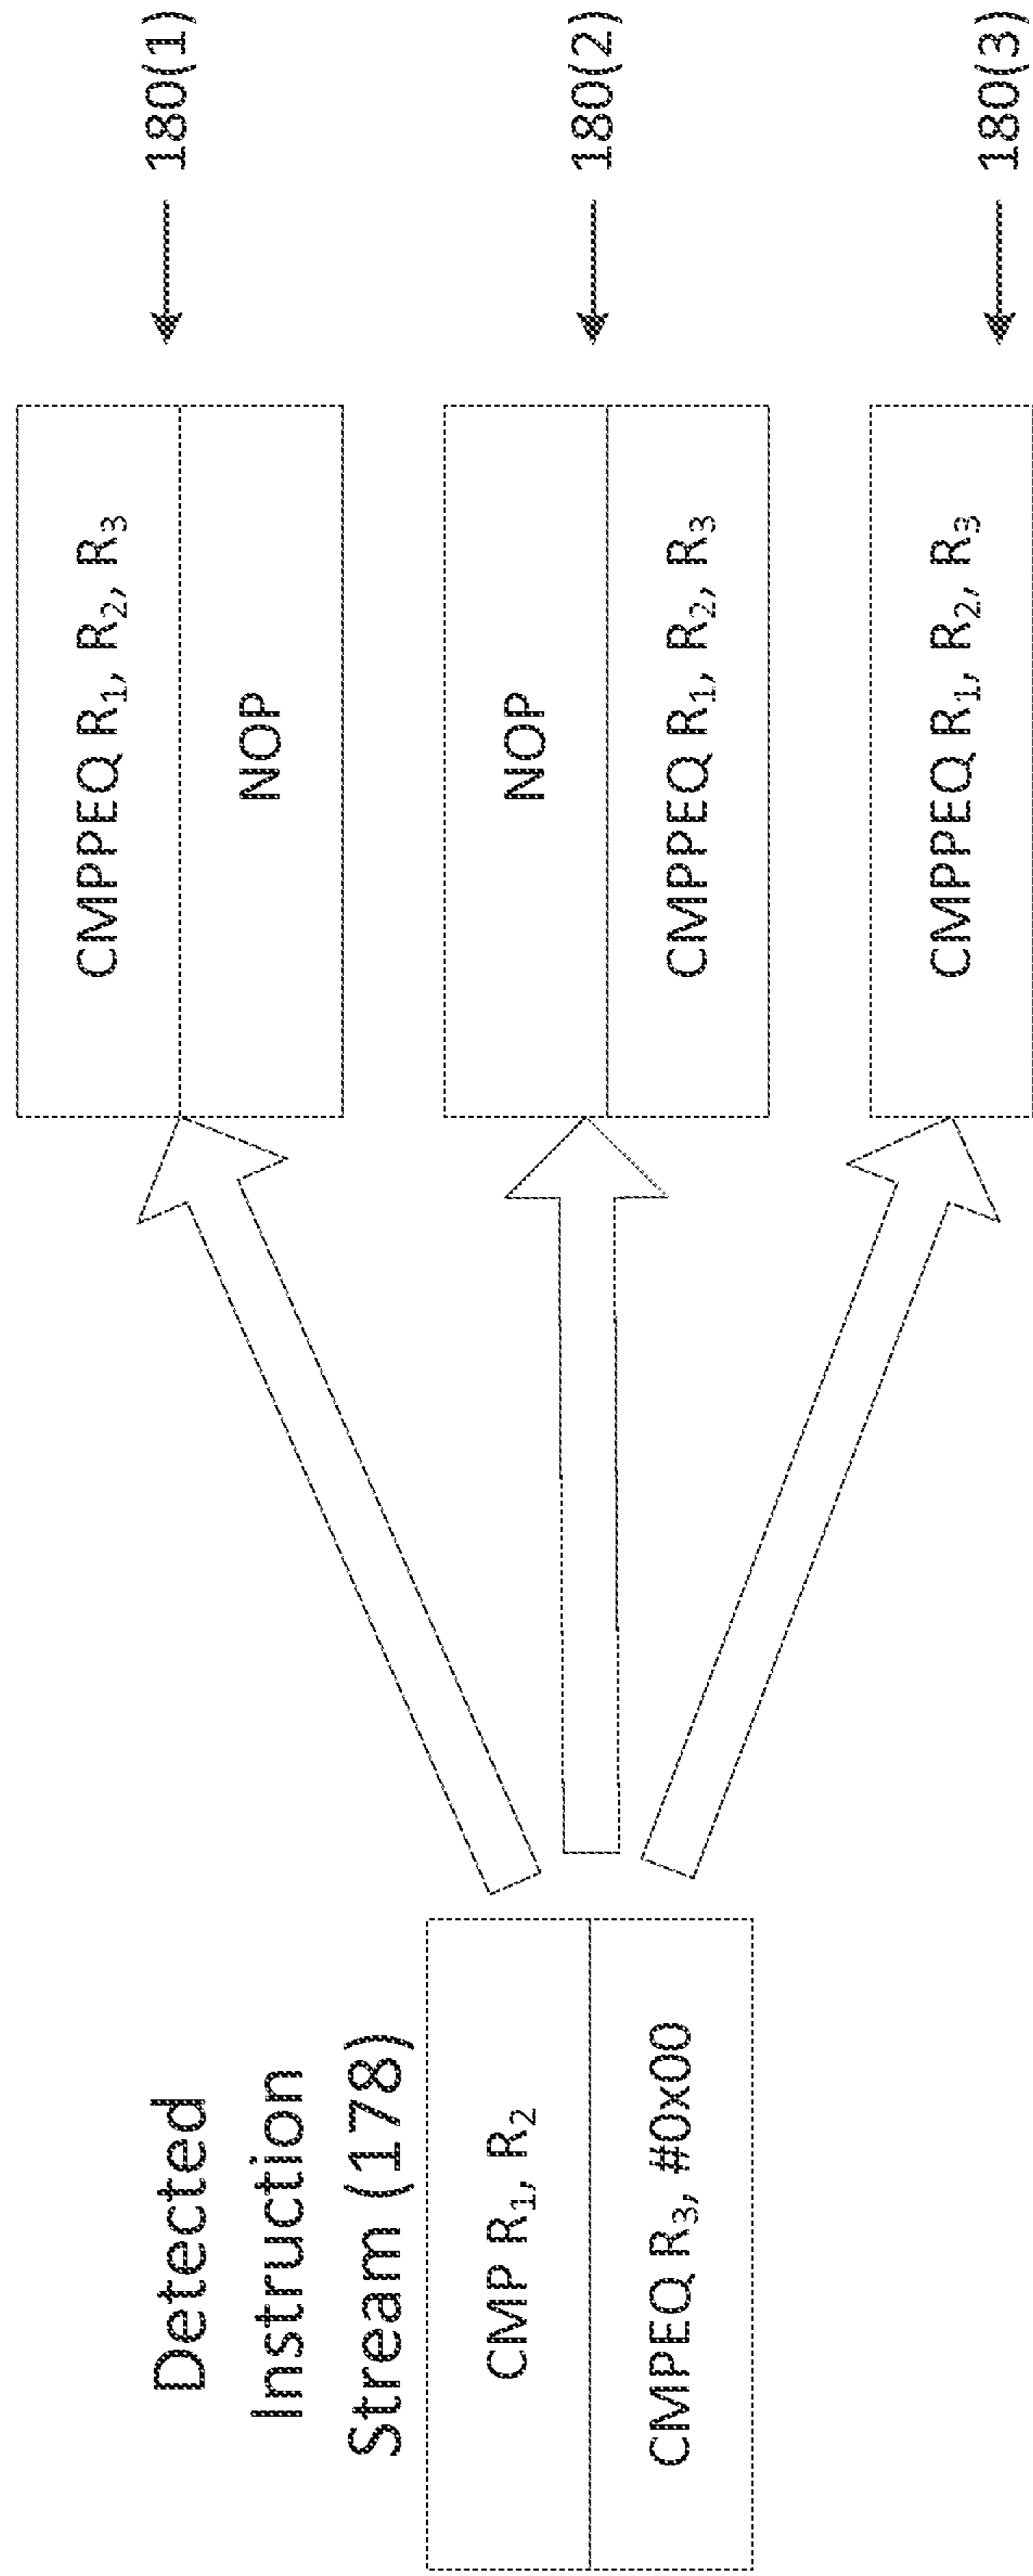 Detected
Instruction
Stream (178)
CMP R₁, R₂
CMPEQ R₃, #0x00
CMPPEQ R₁, R₂, R₃
NOP
180(1)
NOP
CMPPEQ R₁, R₂, R₃
180(2)
CMPPEQ R₁, R₂, R₃
180(3)